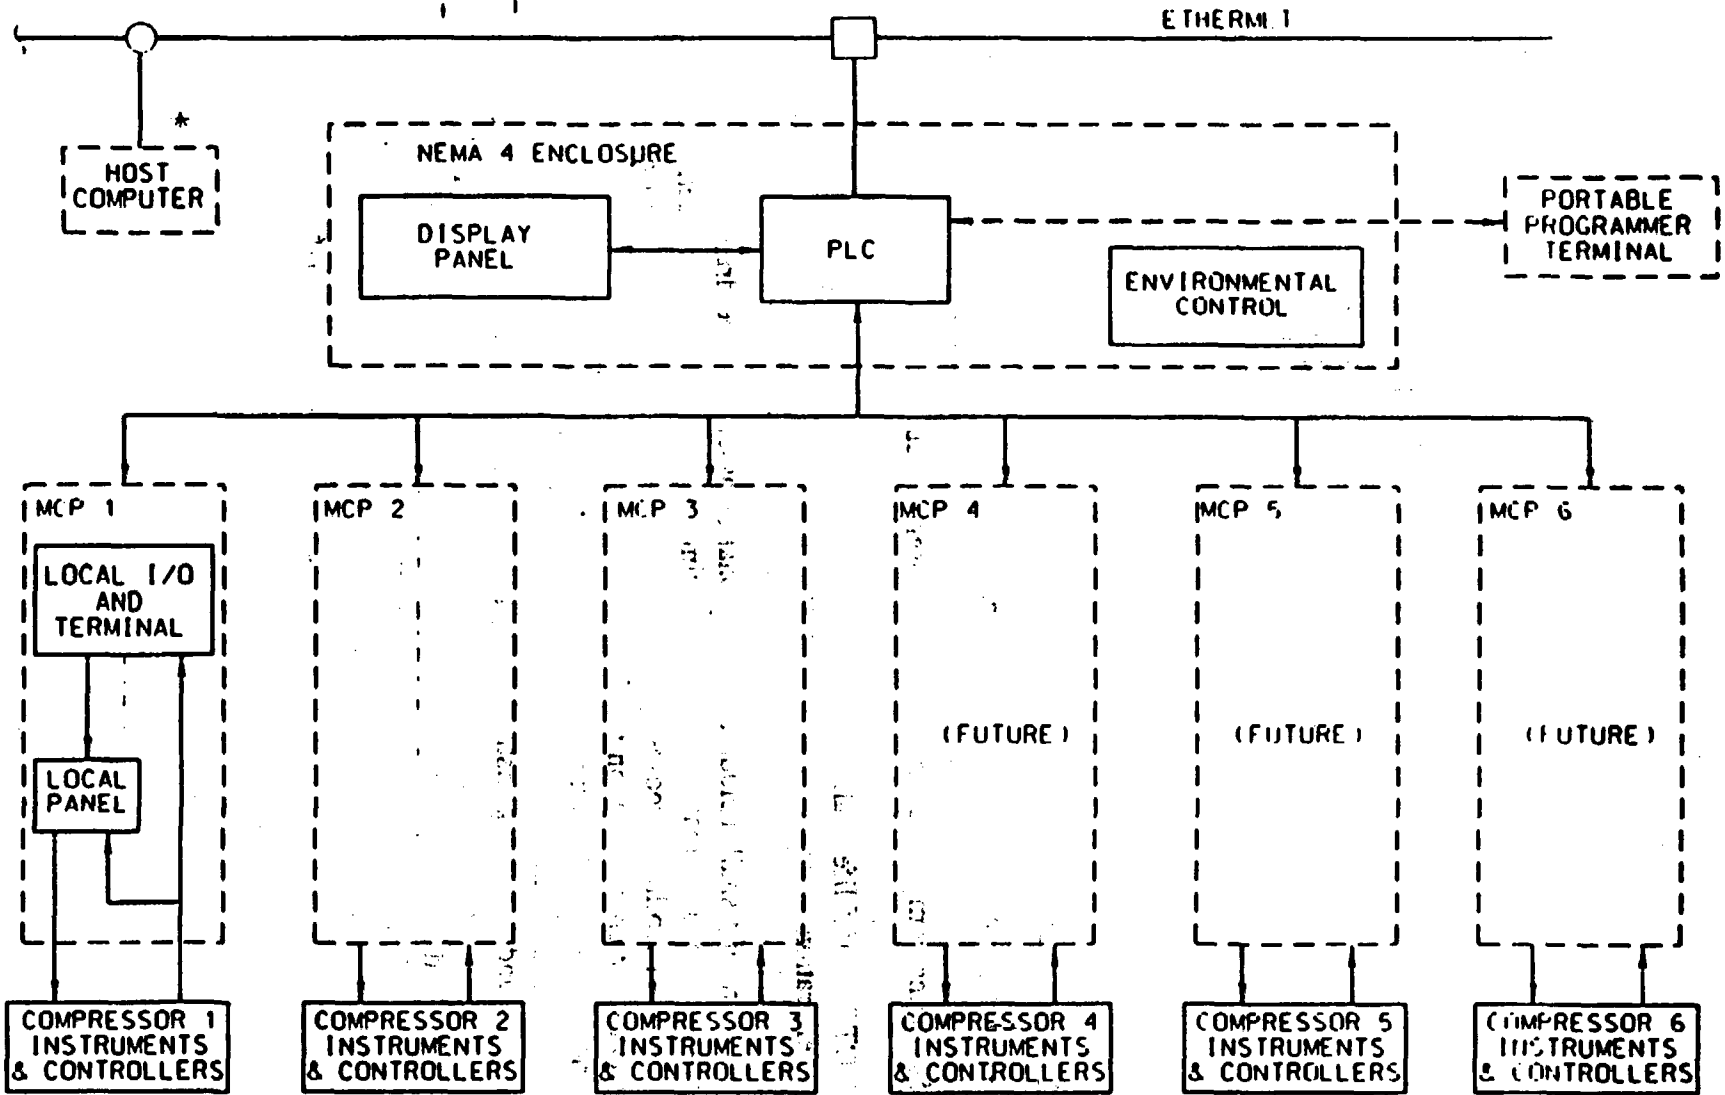 ETHERNET
*
HOST
COMPUTER
NEMA 4 ENCLOSURE
DISPLAY
PANEL
PLC
ENVIRONMENTAL
CONTROL
PORTABLE
PROGRAMMER
TERMINAL
MCP 1
LOCAL I/O
AND
TERMINAL
LOCAL
PANEL
MCP 2
MCP 3
MCP 4
(FUTURE)
MCP 5
(FUTURE)
MCP 6
(FUTURE)
COMPRESSOR 1
INSTRUMENTS
& CONTROLLERS
COMPRESSOR 2
INSTRUMENTS
& CONTROLLERS
COMPRESSOR 3
INSTRUMENTS
& CONTROLLERS
COMPRESSOR 4
INSTRUMENTS
& CONTROLLERS
COMPRESSOR 5
INSTRUMENTS
& CONTROLLERS
COMPRESSOR 6
INSTRUMENTS
& CONTROLLERS